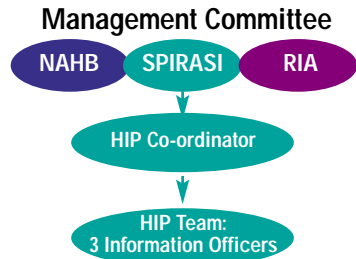 Management Committee
NAHB SPIRASI RIA
HIP Co-ordinator
HIP Team:
3 Information Officers